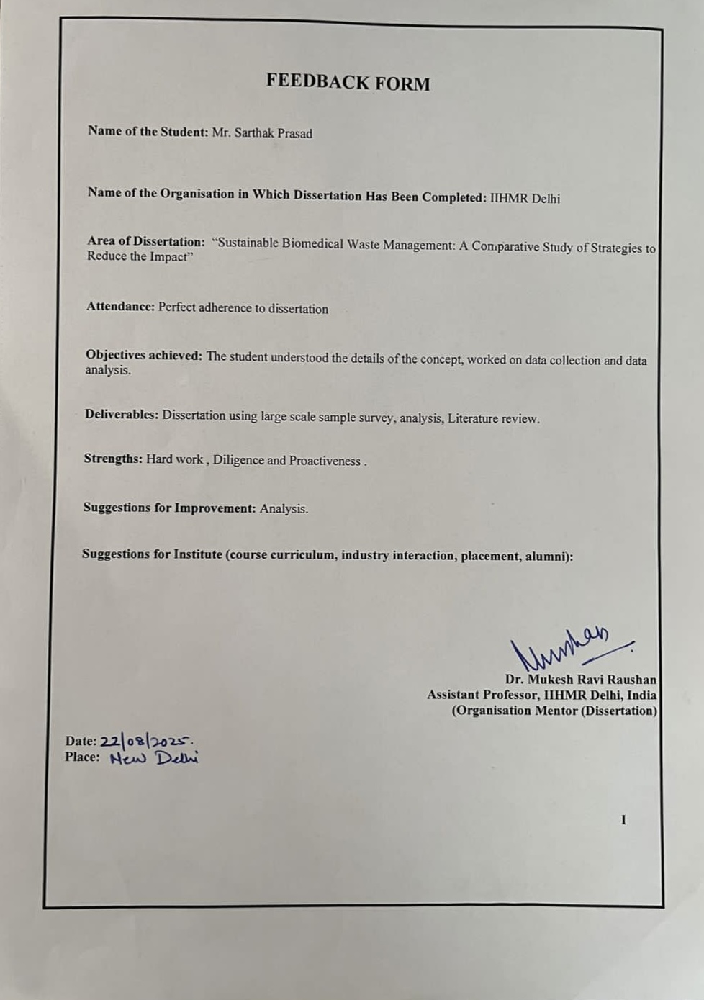 FEEDBACK FORM
Name of the Student: Mr. Sarthak Prasad
Name of the Organisation in Which Dissertation Has Been Completed: IIHMR Delhi
Area of Dissertation: “Sustainable Biomedical Waste Management: A Comparative Study of Strategies to
Reduce the Impact”
Attendance: Perfect adherence to dissertation
Objectives achieved: The student understood the details of the concept, worked on data collection and data
analysis.
Deliverables: Dissertation using large scale sample survey, analysis, Literature review.
Strengths: Hard work , Diligence and Proactiveness .
Suggestions for Improvement: Analysis.
Suggestions for Institute (course curriculum, industry interaction, placement, alumni):
Dr. Mukesh Ravi Raushan
Assistant Professor, IIHMR Delhi, India
(Organisation Mentor (Dissertation)
Date: 22/08/2025.
Place: New Delhi
I